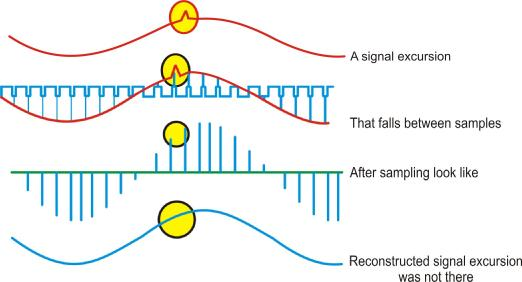 A signal excursion
That falls between samples
After sampling look like
Reconstructed signal excursion
was not there